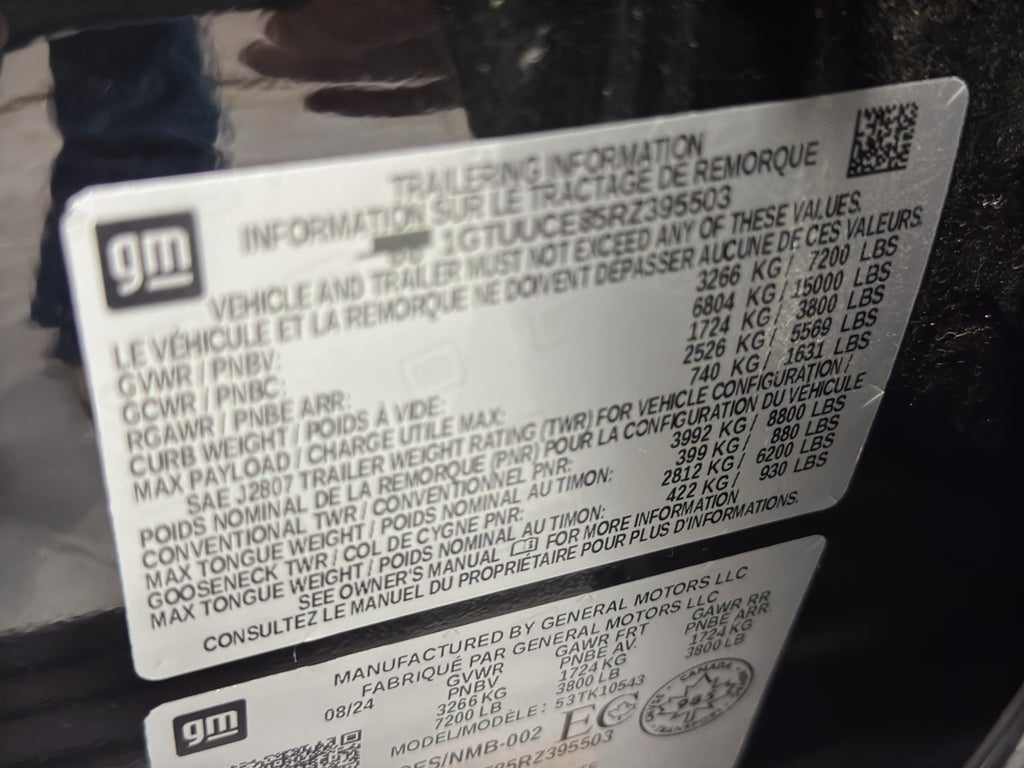 gm
TRAILERING INFORMATION
INFORMATION SUR LE TRACTAGE DE REMORQUE
1GTUUCE85RZ395503
VEHICLE AND TRAILER MUST NOT EXCEED ANY OF THESE VALUES.
LE VÉHICULE ET LA REMORQUE NE DOIVENT DÉPASSER AUCUNE DE CES VALEURS.
GVWR / PNBV: 3266 KG / 7200 LBS
GCWR / PNBC: 6804 KG / 15000 LBS
RGAWR / PNBE ARR: 1724 KG / 3800 LBS
CURB WEIGHT / POIDS À VIDE: 2526 KG / 5569 LBS
MAX PAYLOAD / CHARGE UTILE MAX: 740 KG / 1631 LBS
SAE J2807 TRAILER WEIGHT RATING (TWR) FOR VEHICLE CONFIGURATION /
POIDS NOMINAL DE LA REMORQUE (PNR) POUR LA CONFIGURATION DU VÉHICULE
CONVENTIONAL TWR / CONVENTIONNEL PNR: 3992 KG / 8800 LBS
MAX TONGUE WEIGHT / POIDS NOMINAL AU TIMON: 399 KG / 880 LBS
GOOSENECK TWR / COL DE CYGNE PNR: 2812 KG / 6200 LBS
MAX TONGUE WEIGHT / POIDS NOMINAL AU TIMON: 422 KG / 930 LBS
SEE OWNER'S MANUAL FOR MORE INFORMATION
CONSULTEZ LE MANUEL DU PROPRIÉTAIRE POUR PLUS D'INFORMATIONS.
gm
MANUFACTURED BY GENERAL MOTORS LLC
FABRIQUÉ PAR GENERAL MOTORS LLC
08/24 GVWR GAWR FRT GAWR RR
PNBV PNBE AV. PNBE ARR.
3266 KG 1724 KG 1724 KG
7200 LB 3800 LB 3800 LB
MODEL/MODÈLE: 53TK10543
ES/NMB-002 EC
CANADA
TRANSPORT
85RZ395503